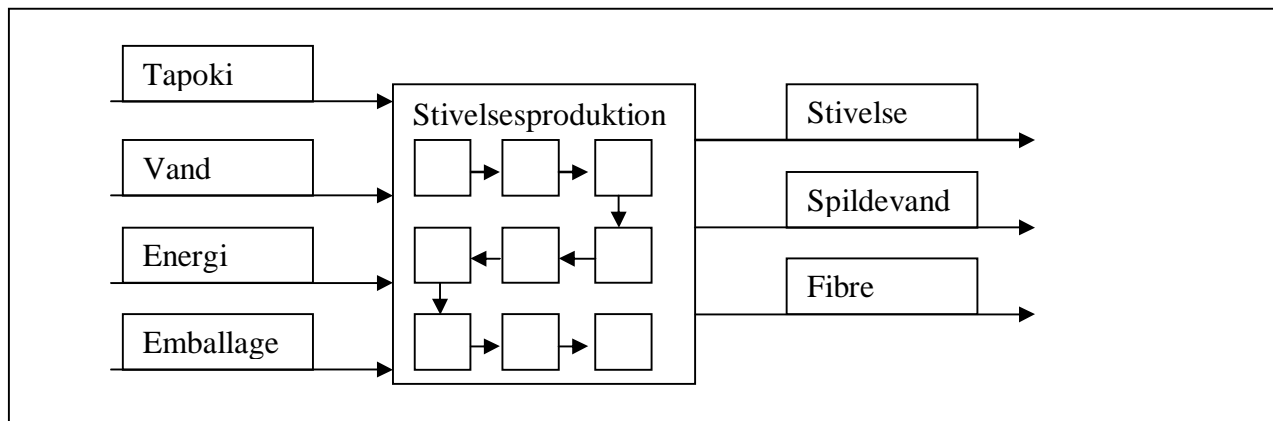 Tapoki
Vand
Energi
Emballage
Stivelsesproduktion
Stivelse
Spildevand
Fibre